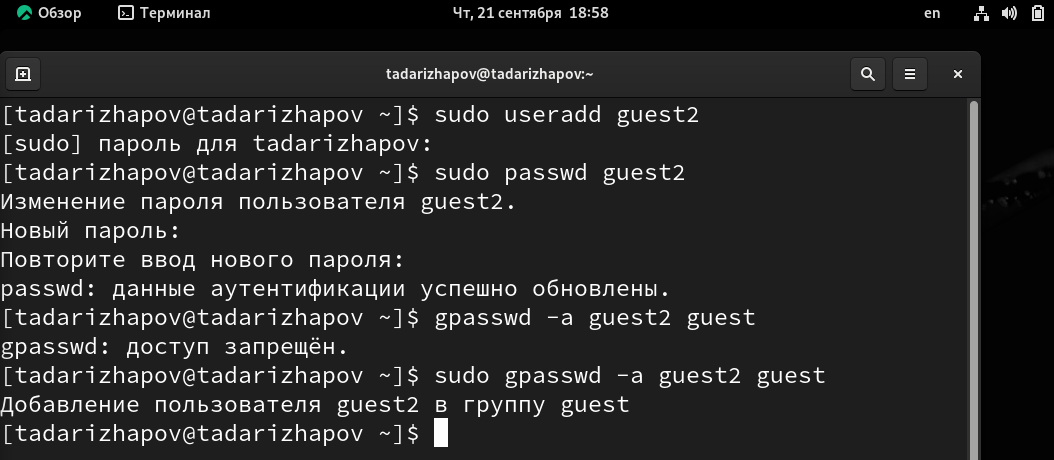 Обзор Терминал Чт, 21 сентября 18:58 en
tadarizhapov@tadarizhapov:~
[tadarizhapov@tadarizhapov ~]$ sudo useradd guest2
[sudo] пароль для tadarizhapov:
[tadarizhapov@tadarizhapov ~]$ sudo passwd guest2
Изменение пароля пользователя guest2.
Новый пароль:
Повторите ввод нового пароля:
passwd: данные аутентификации успешно обновлены.
[tadarizhapov@tadarizhapov ~]$ gpasswd -a guest2 guest
gpasswd: доступ запрещён.
[tadarizhapov@tadarizhapov ~]$ sudo gpasswd -a guest2 guest
Добавление пользователя guest2 в группу guest
[tadarizhapov@tadarizhapov ~]$